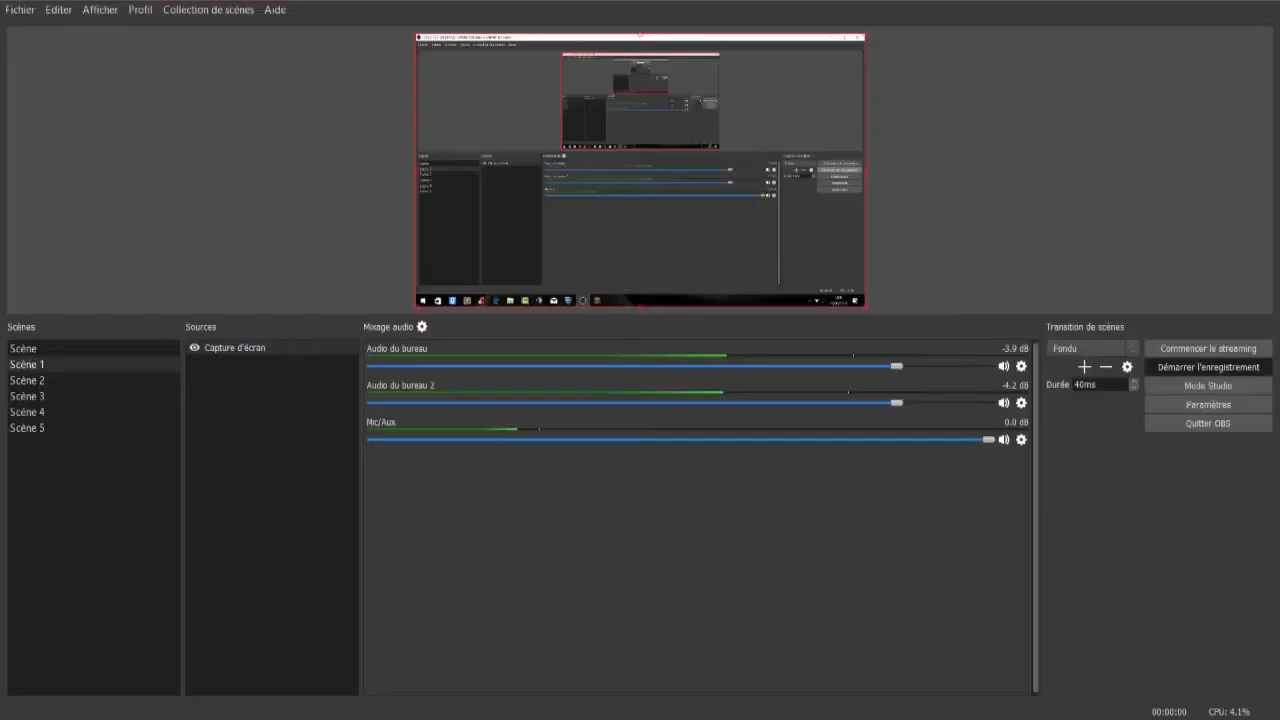 Fichier Editer Afficher Profil Collection de scènes Aide
Scènes
Scène
Scène 1
Scène 2
Scène 3
Scène 4
Scène 5
Sources
Capture d'écran
Mixage audio
Audio du bureau -3.9 dB
Audio du bureau 2 -4.2 dB
Mic/Aux 0.0 dB
Transition de scènes
Fondu
Durée 40ms
Commencer le streaming
Démarrer l'enregistrement
Mode Studio
Paramètres
Quitter OBS
00:00:00 CPU: 4.1%